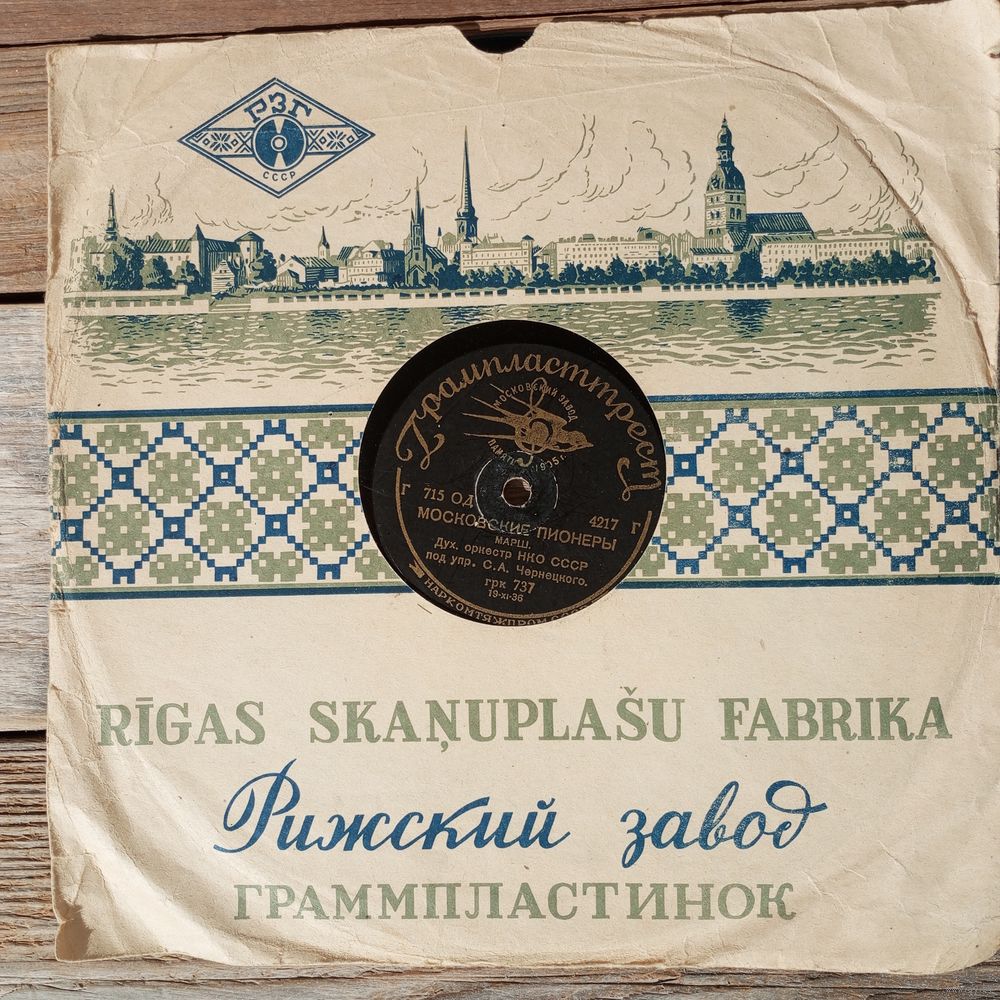 РЗГ
СССР
Грампласттрест
МОСКОВСКИЙ ЗАВОД
1905 г.
Г 715 ОД 4217 Г
МОСКОВСКИЕ ПИОНЕРЫ
МАРШ.
Дух. оркестр НКО СССР
под упр. С.А. Чернецкого.
грк 737
19-XI-36
НАРКОМТЯЖПРОМ
RĪGAS SKAŅUPLAŠU FABRIKA
Рижский завод
ГРАММПЛАСТИНОК